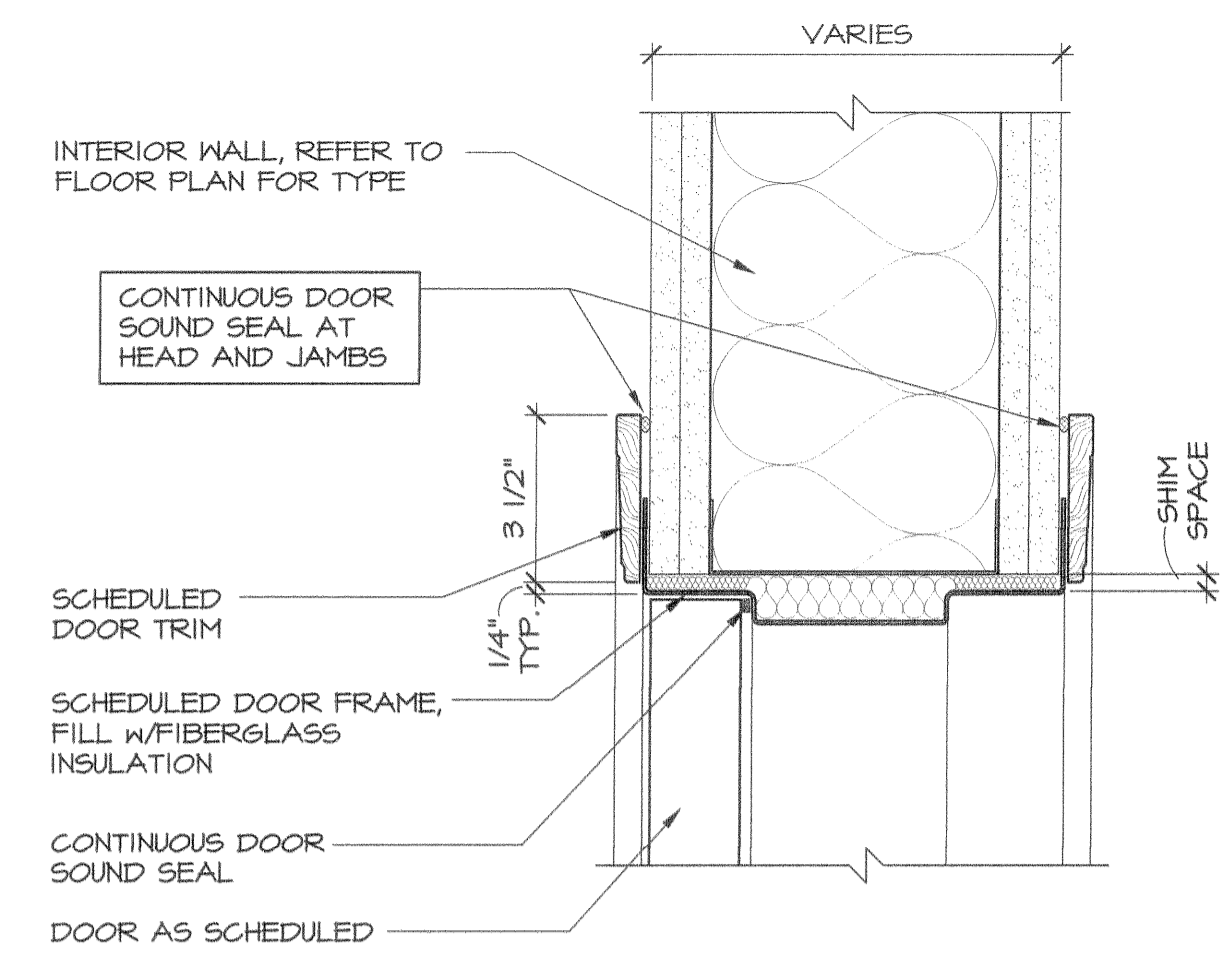 VARIES
INTERIOR WALL, REFER TO
FLOOR PLAN FOR TYPE
CONTINUOUS DOOR
SOUND SEAL AT
HEAD AND JAMBS
3 1/2"
SHIM
SPACE
SCHEDULED
DOOR TRIM
1/4"
TYP.
SCHEDULED DOOR FRAME,
FILL w/FIBERGLASS
INSULATION
CONTINUOUS DOOR
SOUND SEAL
DOOR AS SCHEDULED